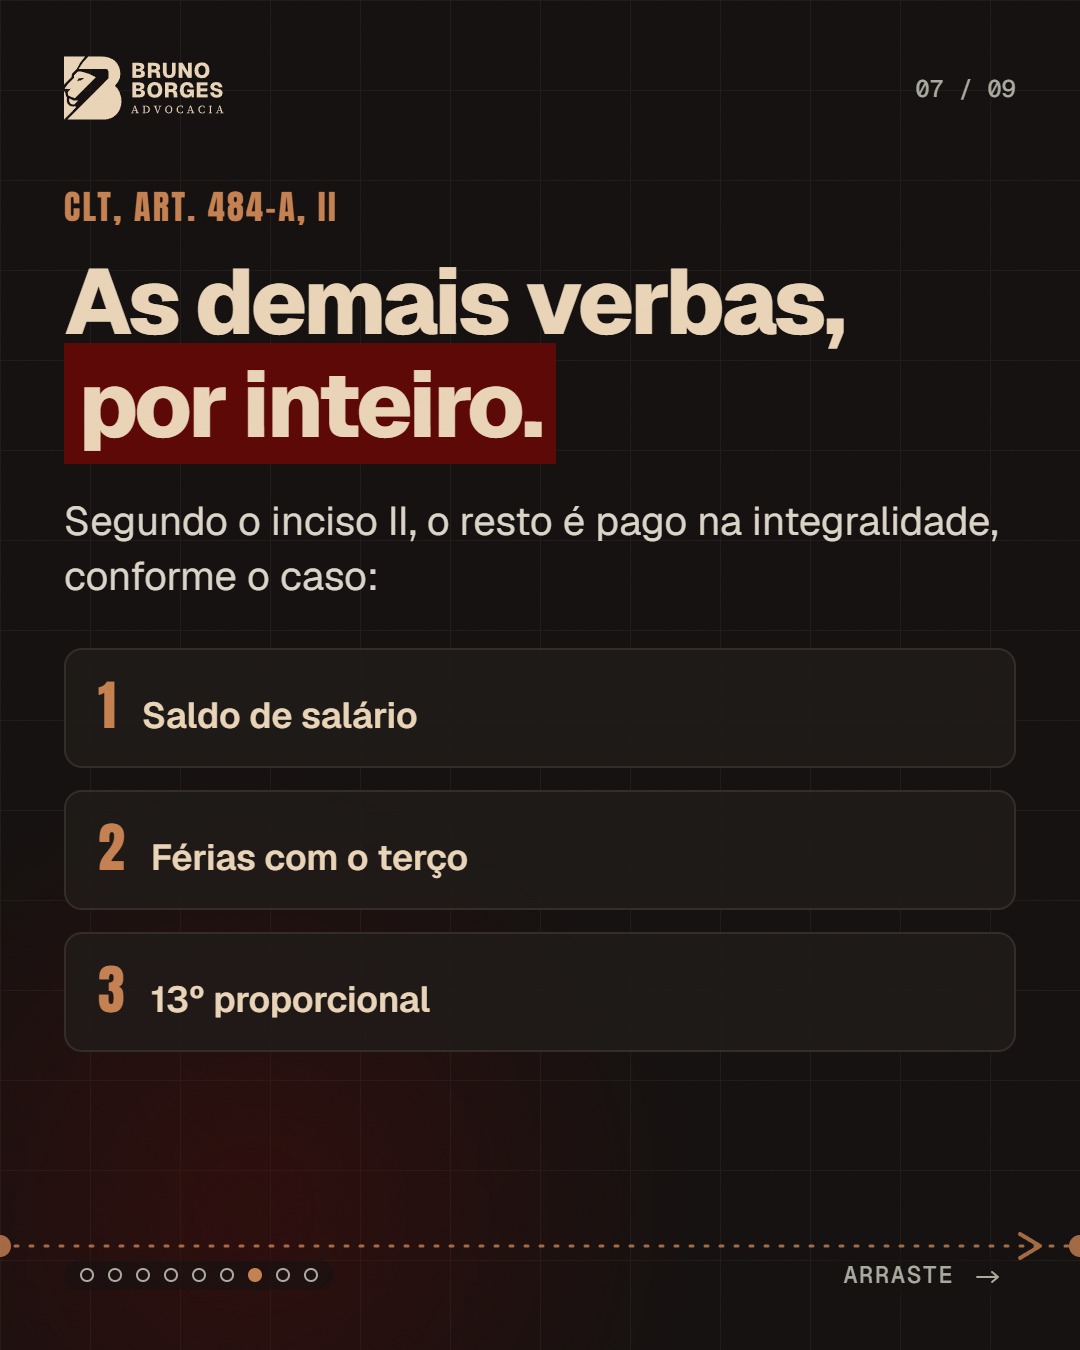 BRUNO
BORGES
ADVOCACIA
07 / 09
CLT, ART. 484-A, II
As demais verbas,
por inteiro.
Segundo o inciso II, o resto é pago na integralidade,
conforme o caso:
1 Saldo de salário
2 Férias com o terço
3 13º proporcional
ARRASTE →